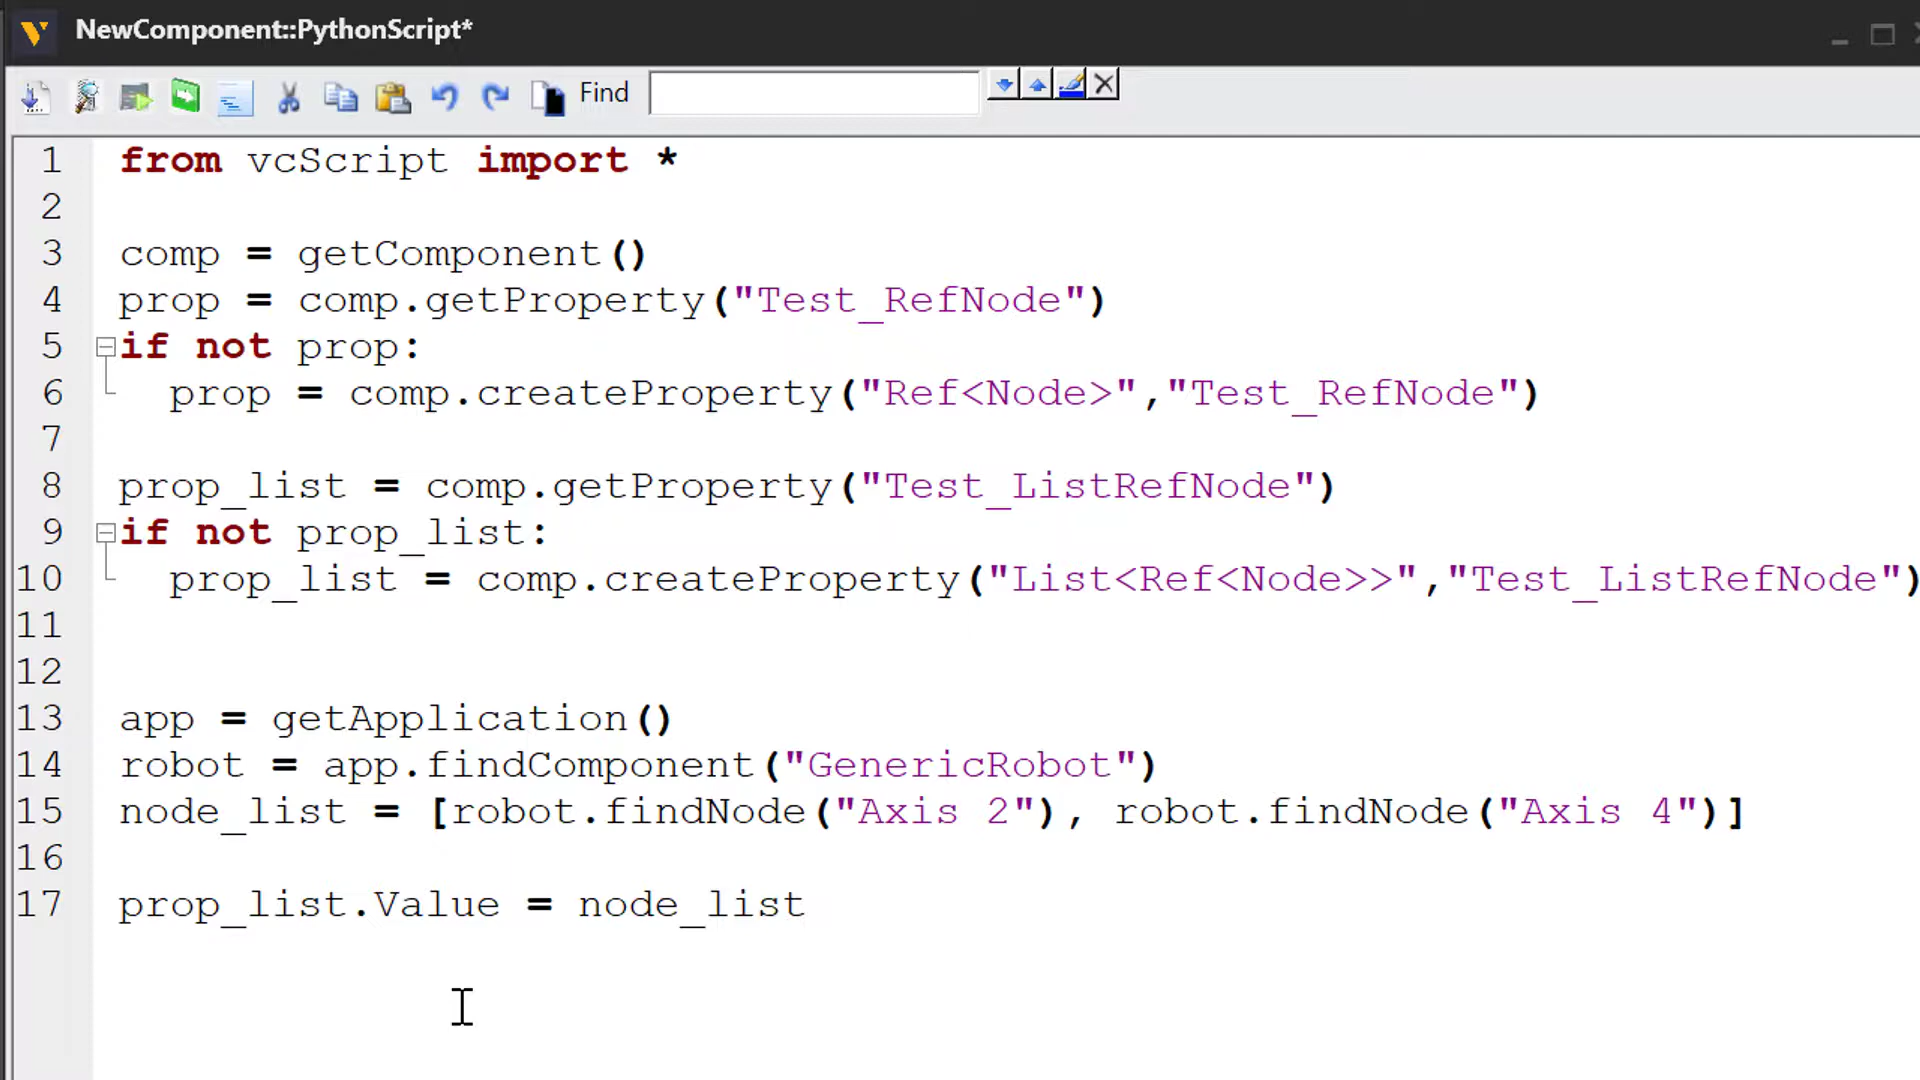 NewComponent::PythonScript*
Find
1 from vcScript import *
2
3 comp = getComponent()
4 prop = comp.getProperty("Test_RefNode")
5 if not prop:
6   prop = comp.createProperty("Ref<Node>","Test_RefNode")
7
8 prop_list = comp.getProperty("Test_ListRefNode")
9 if not prop_list:
10   prop_list = comp.createProperty("List<Ref<Node>>","Test_ListRefNode")
11
12
13 app = getApplication()
14 robot = app.findComponent("GenericRobot")
15 node_list = [robot.findNode("Axis 2"), robot.findNode("Axis 4")]
16
17 prop_list.Value = node_list